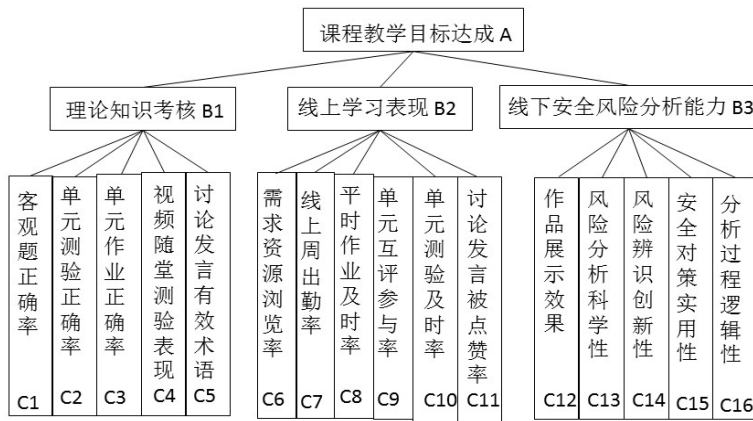 课程教学目标达成 A
理论知识考核 B1
线上学习表现 B2
线下安全风险分析能力 B3
客观题正确率 C1
单元测验正确率 C2
单元作业正确率 C3
视频随堂测验表现 C4
讨论发言有效术语 C5
需求资源浏览率 C6
线上周出勤率 C7
平时作业及时率 C8
单元互评参与率 C9
单元测验及时率 C10
讨论发言被点赞率 C11
作品展示效果 C12
风险分析科学性 C13
风险辨识创新性 C14
安全对策实用性 C15
分析过程逻辑性 C16